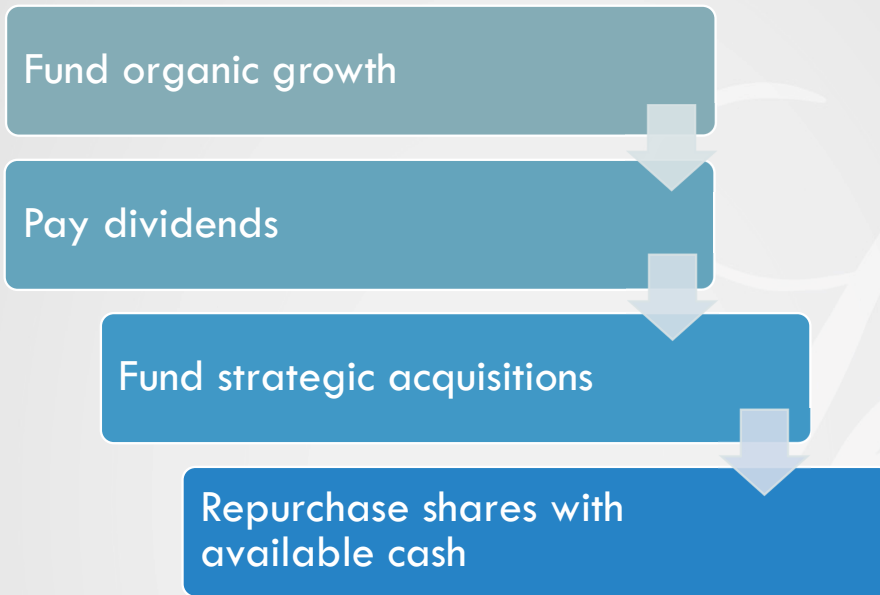 Fund organic growth
Pay dividends
Fund strategic acquisitions
Repurchase shares with
available cash